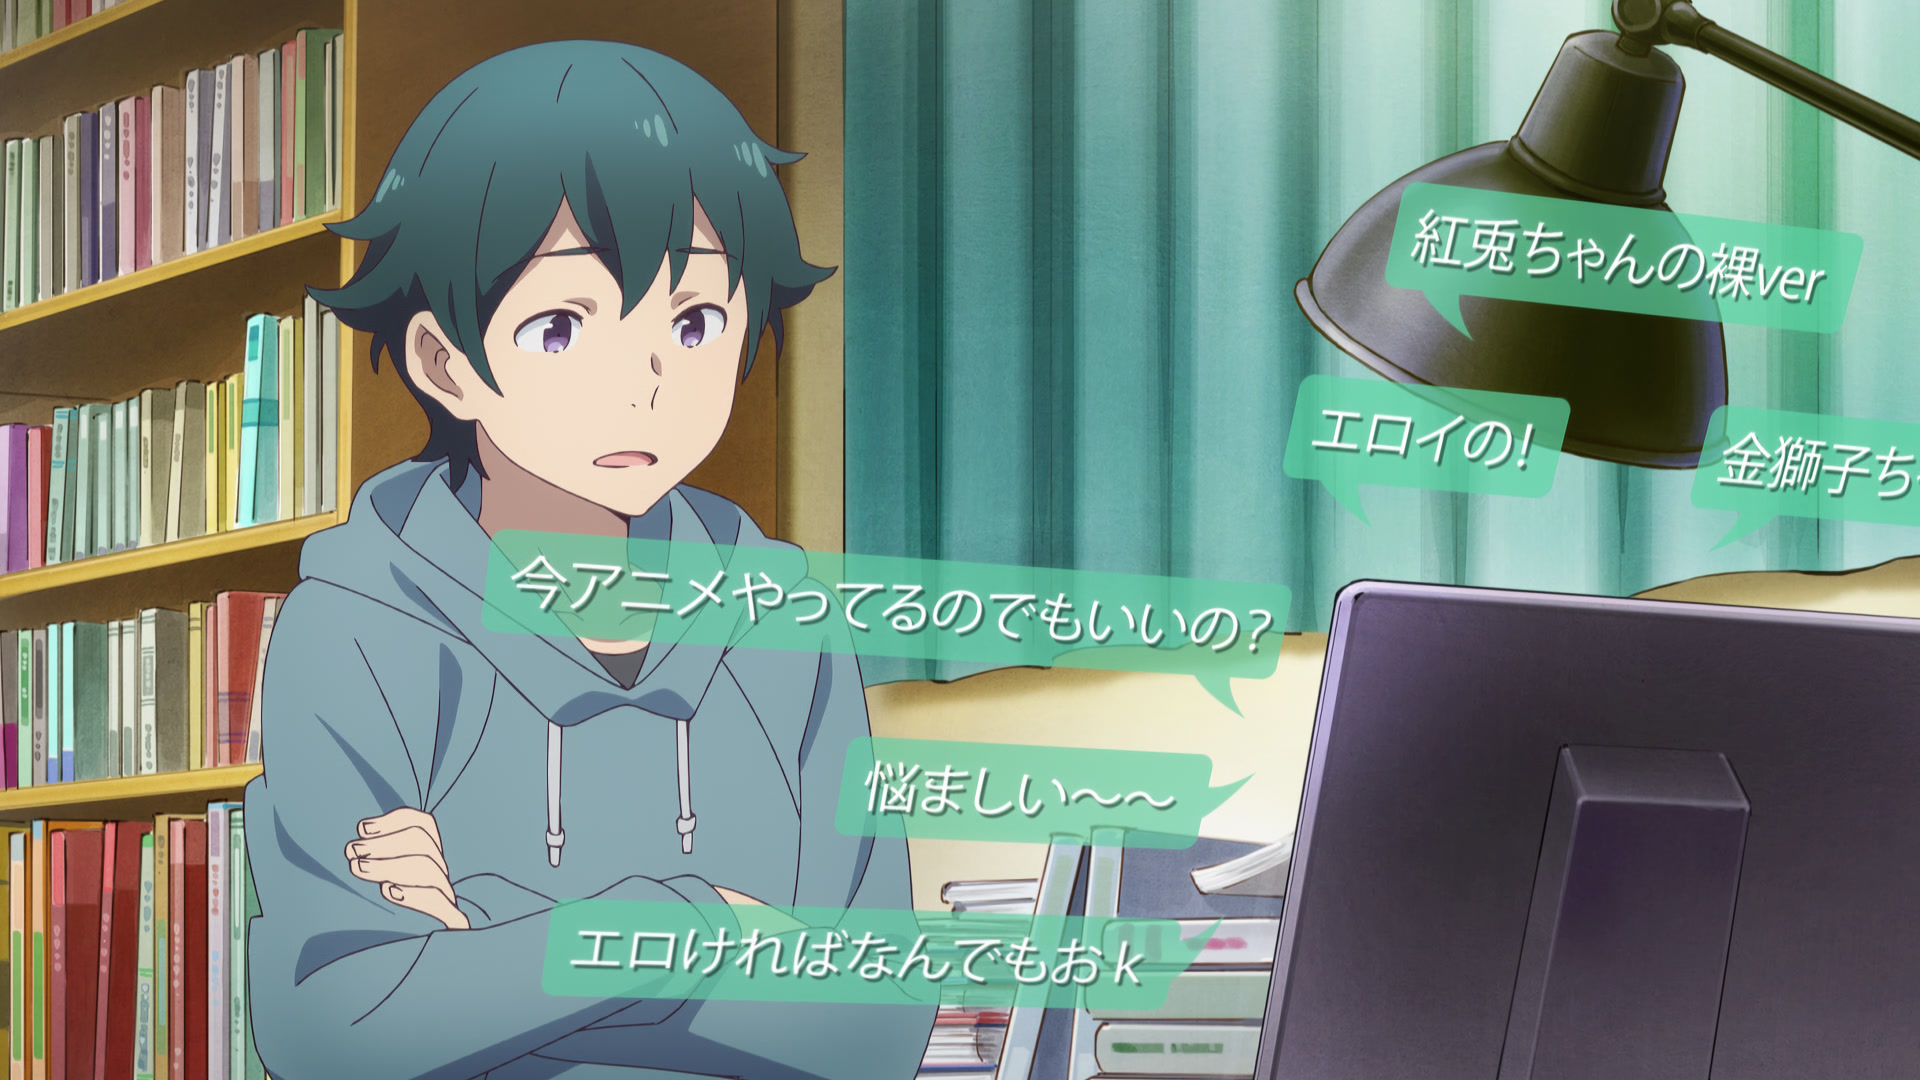 紅兎ちゃんの裸ver
エロイの!
金獅子ち
今アニメやってるのでもいいの?
悩ましい～～
エロければなんでもおk